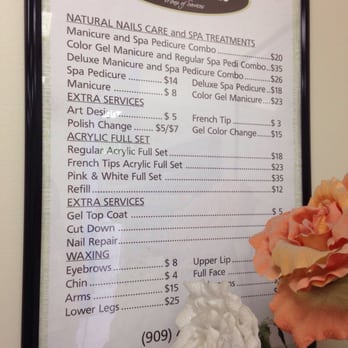 NATURAL NAILS CARE and SPA TREATMENTS
Manicure and Spa Pedicure Combo $20
Color Gel Manicure and Regular Spa Pedi Combo $35
Deluxe Manicure and Spa Pedicure Combo $26
Spa Pedicure $14 Deluxe Spa Pedicure $18
Manicure $ 8 Color Gel Manicure $23
EXTRA SERVICES
Art Design $ 5 French Tip $ 3
Polish Change $5/$7 Gel Color Change $15
ACRYLIC FULL SET
Regular Acrylic Full Set $18
French Tips Acrylic Full Set $23
Pink & White Full Set $35
Refill $12
EXTRA SERVICES
Gel Top Coat $ 5
Cut Down
Nail Repair
WAXING
Eyebrows $ 8 Upper Lip
Chin $ 4 Full Face
Arms $15
Lower Legs $25
(909)